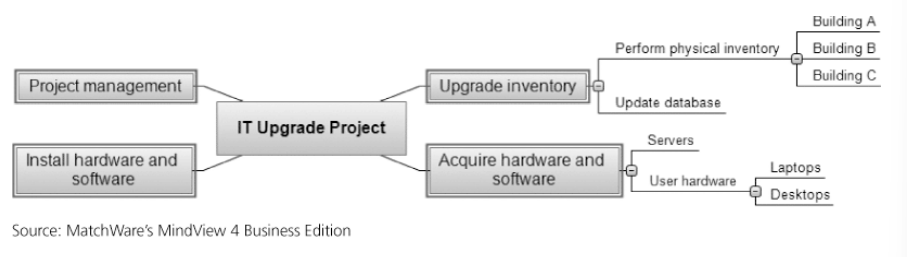 Project management
Install hardware and
software
IT Upgrade Project
Upgrade inventory
Perform physical inventory
Building A
Building B
Building C
Update database
Acquire hardware and
software
Servers
User hardware
Laptops
Desktops
Source: MatchWare's MindView 4 Business Edition